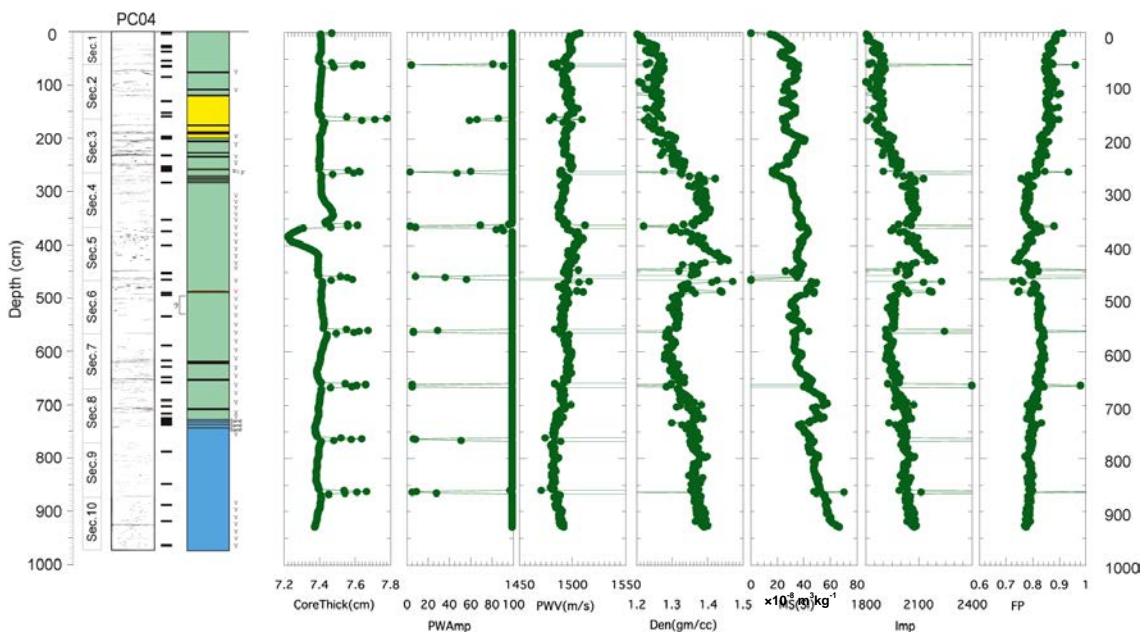 PC04
Depth (cm)
0
100
200
300
400
500
600
700
800
900
1000
Sec.1
Sec.2
Sec.3
Sec.4
Sec.5
Sec.6
Sec.7
Sec.8
Sec.9
Sec.10
0
100
200
300
400
500
600
700
800
900
1000
7.2 7.4 7.6 7.8
CoreThick(cm)
0 20 40 60 80 100
PWAmp
1450 1500 1550
PWV(m/s)
1.2 1.3 1.4 1.5
Den(gm/cc)
0 20 40 60 80
MS(SI)
×10⁻⁸ m³kg⁻¹
1800 2100 2400
Imp
0.6 0.7 0.8 0.9 1
FP